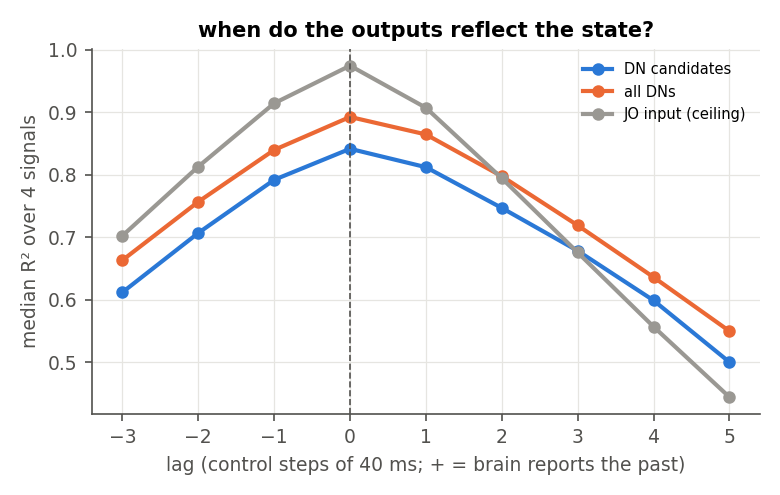 when do the outputs reflect the state?
DN candidates
all DNs
JO input (ceiling)
median R² over 4 signals
1.0
0.9
0.8
0.7
0.6
0.5
−3 −2 −1 0 1 2 3 4 5
lag (control steps of 40 ms; + = brain reports the past)